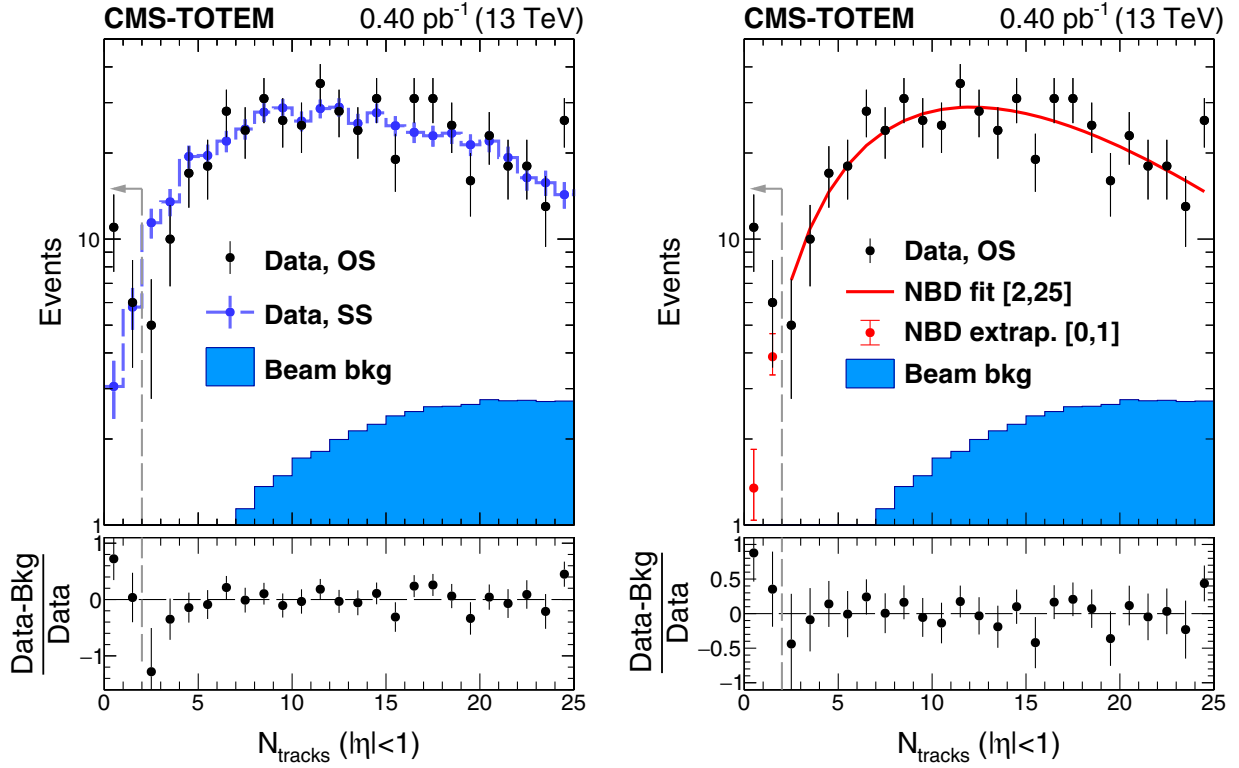 CMS-TOTEM 0.40 pb⁻¹ (13 TeV)
Events
10
1
Data, OS
Data, SS
Beam bkg
Data-Bkg
Data
1
0
−1
0 5 10 15 20 25
N_tracks (|η|<1)
CMS-TOTEM 0.40 pb⁻¹ (13 TeV)
Events
10
1
Data, OS
NBD fit [2,25]
NBD extrap. [0,1]
Beam bkg
Data-Bkg
Data
1
0.5
0
−0.5
−1
0 5 10 15 20 25
N_tracks (|η|<1)